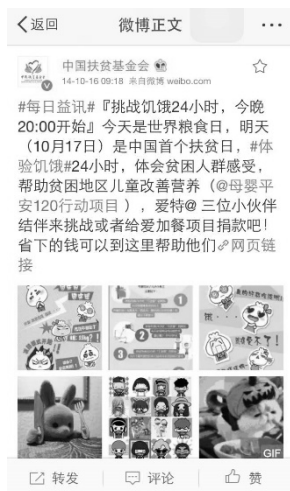 返回 微博正文 ...
中国扶贫基金会
14-10-16 09:18 来自微博 weibo.com
#每日益讯#『挑战饥饿24小时，今晚
20:00开始』今天是世界粮食日，明天
（10月17日）是中国首个扶贫日，#体
验饥饿#24小时，体会贫困人群感受，
帮助贫困地区儿童改善营养（@母婴平
安120行动项目 ），爱特@ 三位小伙伴
结伴来挑战或者给爱加餐项目捐款吧！
省下的钱可以到这里帮助他们 网页链
接
1
2
3
GIF
转发 评论 赞